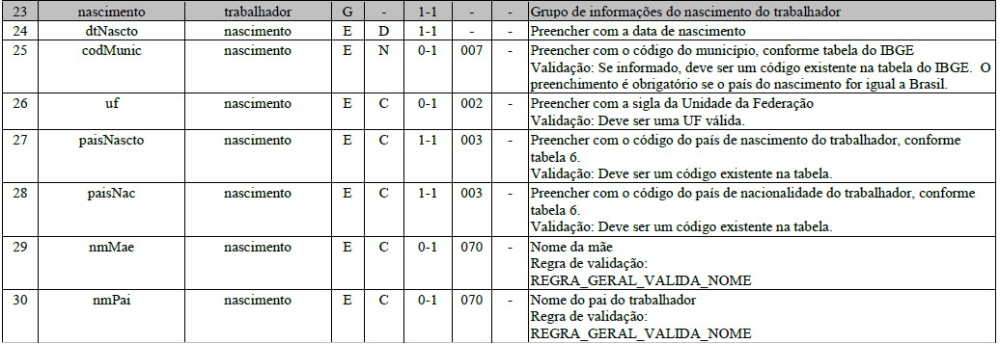 23 nascimento trabalhador G - 1-1 - - Grupo de informações do nascimento do trabalhador
24 dtNascto nascimento E D 1-1 - - Preencher com a data de nascimento
25 codMunic nascimento E N 0-1 007 - Preencher com o código do município, conforme tabela do IBGE
Validação: Se informado, deve ser um código existente na tabela do IBGE. O
preenchimento é obrigatório se o país do nascimento for igual a Brasil.
26 uf nascimento E C 0-1 002 - Preencher com a sigla da Unidade da Federação
Validação: Deve ser uma UF válida.
27 paisNascto nascimento E C 1-1 003 - Preencher com o código do país de nascimento do trabalhador, conforme
tabela 6.
Validação: Deve ser um código existente na tabela.
28 paisNac nascimento E C 1-1 003 - Preencher com o código do país de nacionalidade do trabalhador, conforme
tabela 6.
Validação: Deve ser um código existente na tabela.
29 nmMae nascimento E C 0-1 070 - Nome da mãe
Regra de validação:
REGRA_GERAL_VALIDA_NOME
30 nmPai nascimento E C 0-1 070 - Nome do pai do trabalhador
Regra de validação:
REGRA_GERAL_VALIDA_NOME